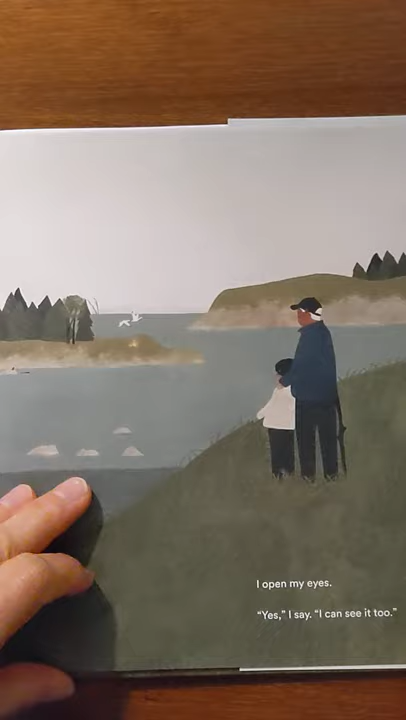 I open my eyes.
“Yes,” I say. “I can see it too.”